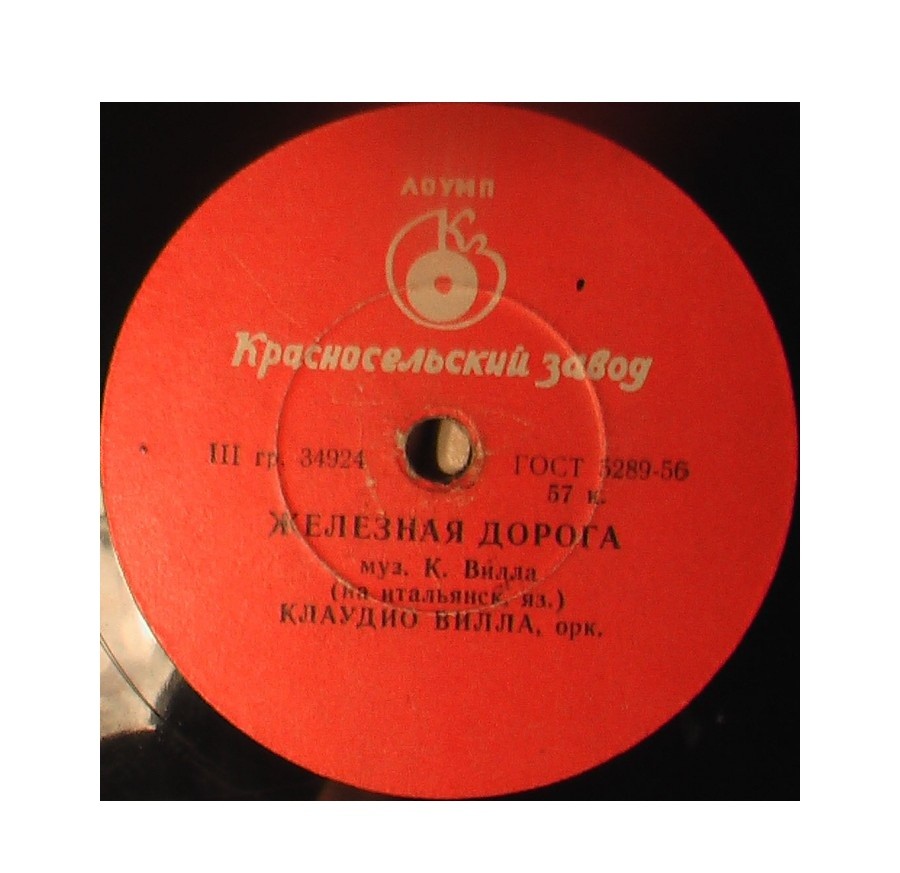 ЛОУМП
Кз
Красносельский завод
III гр. 34924 ГОСТ 5289-56
57 к.
ЖЕЛЕЗНАЯ ДОРОГА
муз. К. Вилла
(на итальянск. яз.)
КЛАУДИО ВИЛЛА, орк.